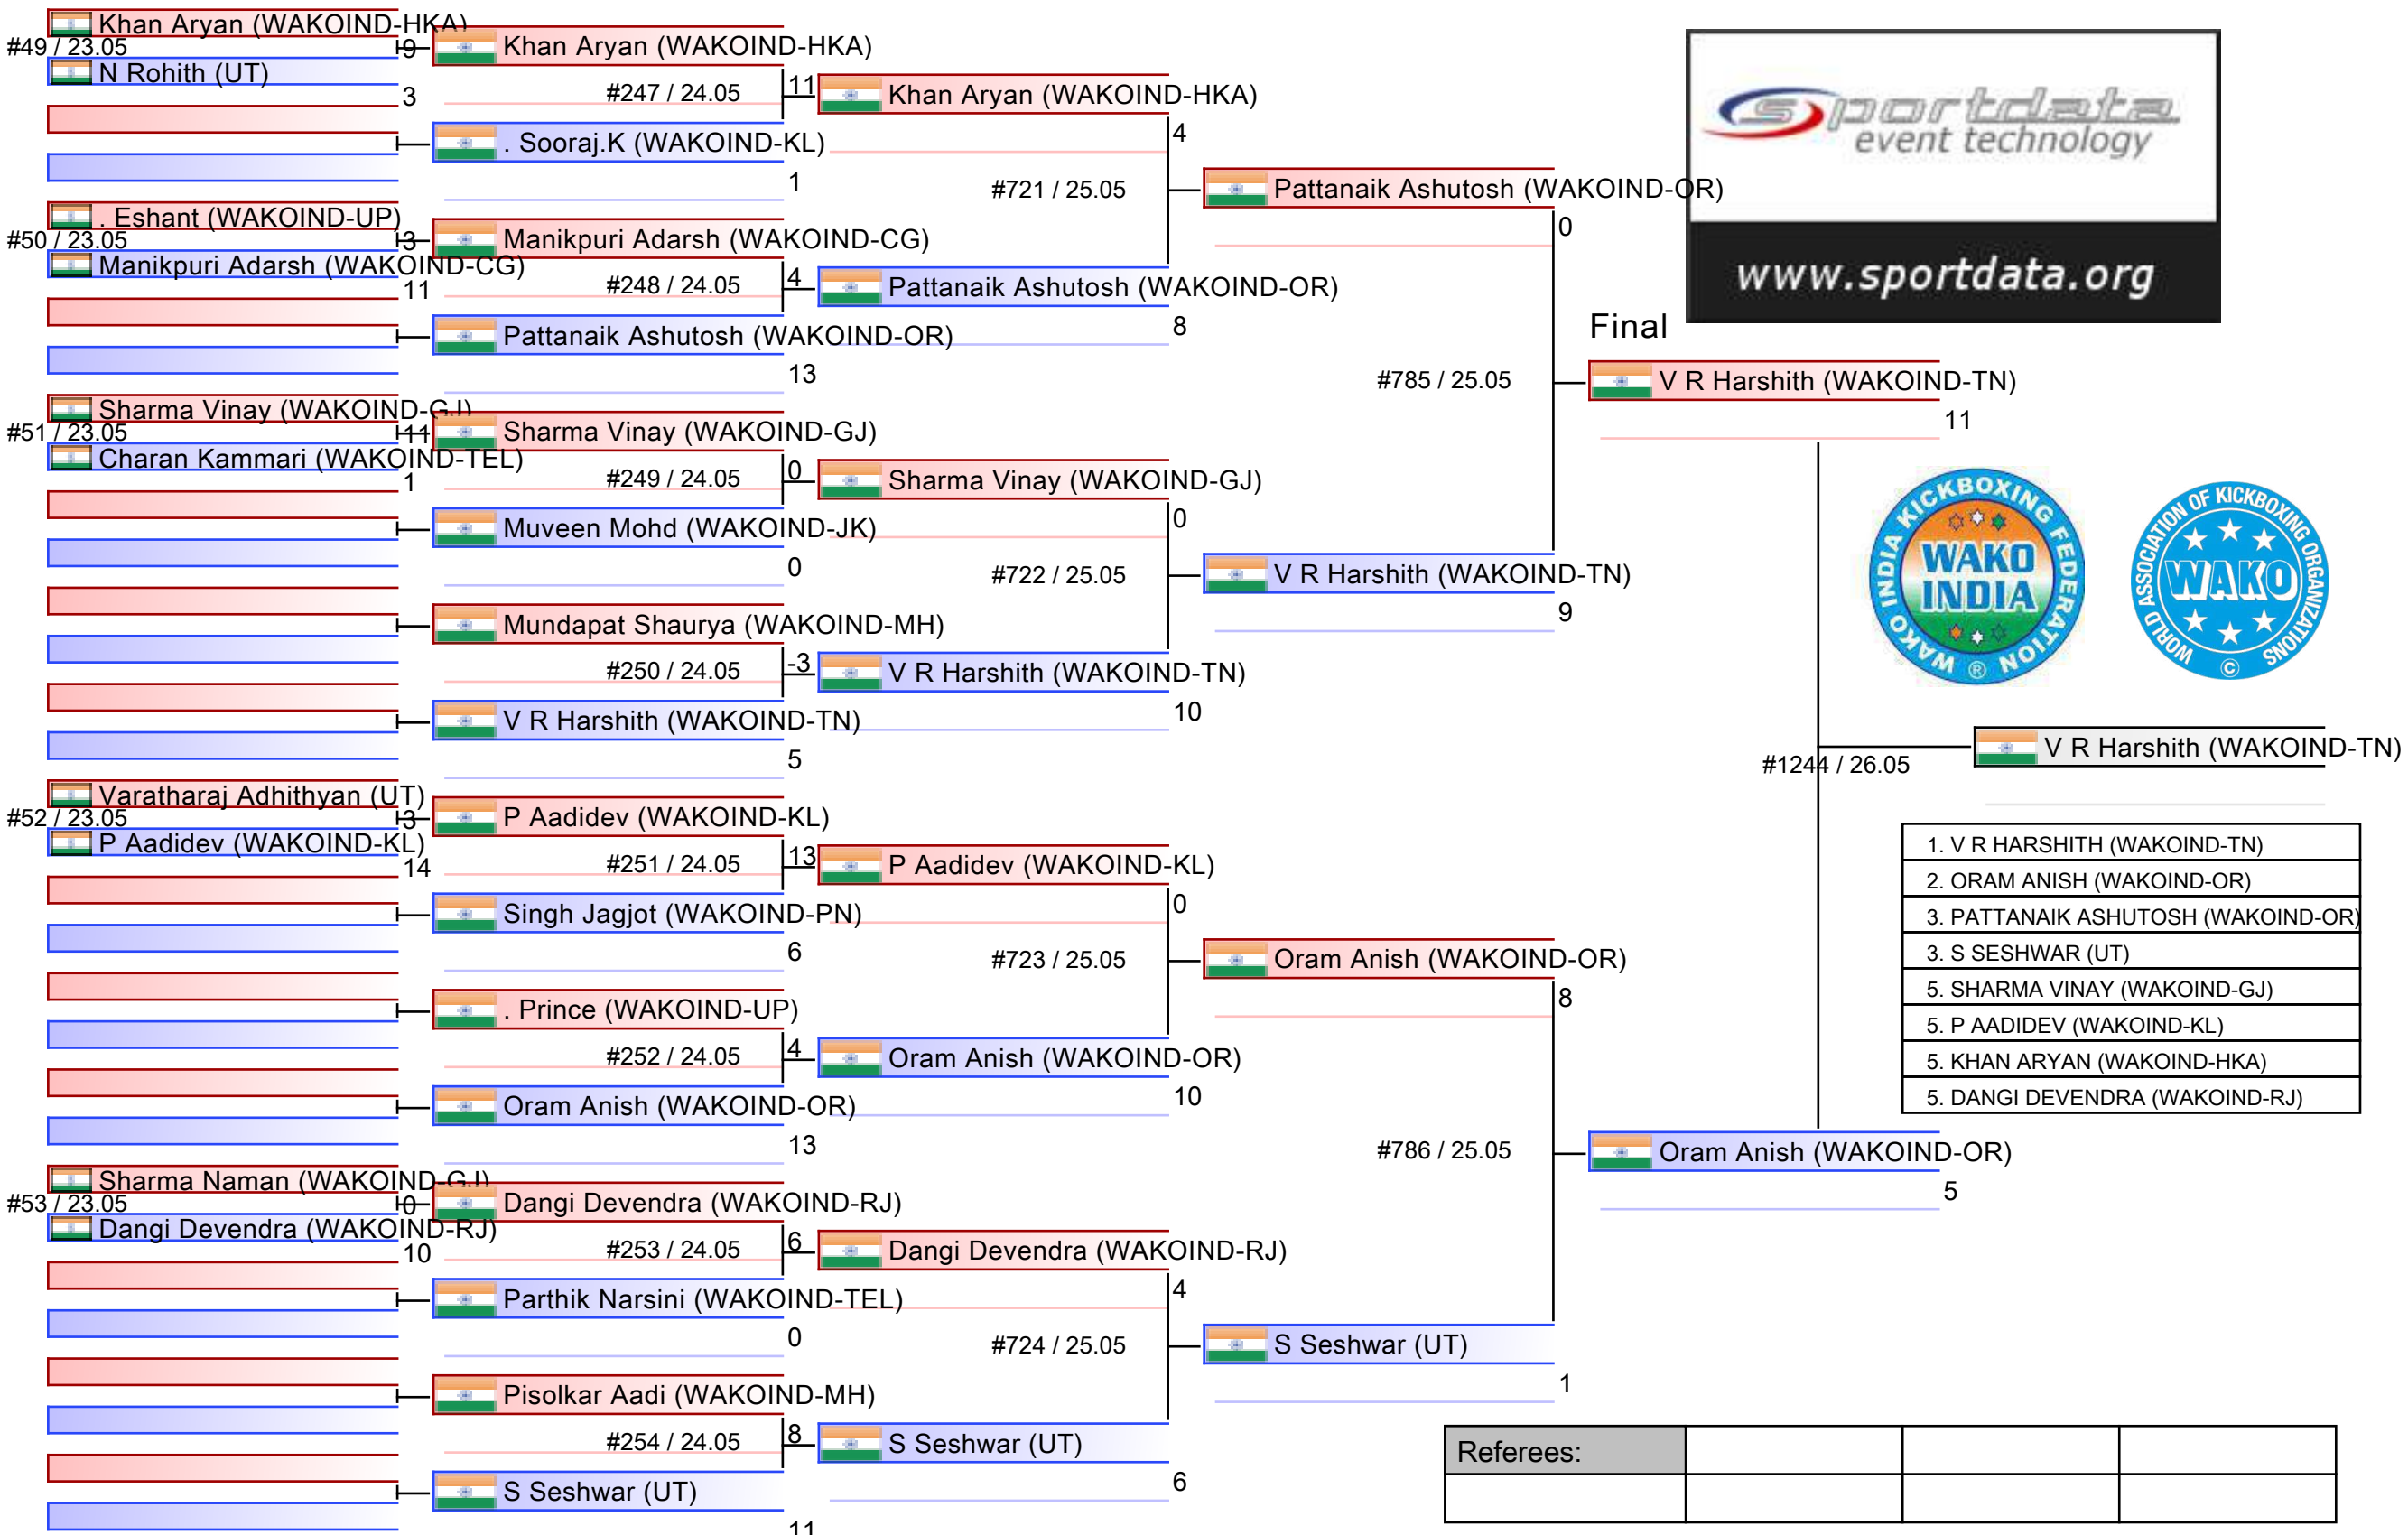 Khan Aryan (WAKOIND-HKA)
#49 / 23.05
9
N Rohith (UT)
3
. Eshant (WAKOIND-UP)
#50 / 23.05
3
Manikpuri Adarsh (WAKOIND-CG)
11
Sharma Vinay (WAKOIND-GJ)
#51 / 23.05
11
Charan Kammari (WAKOIND-TEL)
1
Varatharaj Adhithyan (UT)
#52 / 23.05
3
P Aadidev (WAKOIND-KL)
14
Sharma Naman (WAKOIND-GJ)
#53 / 23.05
0
Dangi Devendra (WAKOIND-RJ)
10
Khan Aryan (WAKOIND-HKA)
#247 / 24.05
11
. Sooraj.K (WAKOIND-KL)
1
Manikpuri Adarsh (WAKOIND-CG)
#248 / 24.05
4
Pattanaik Ashutosh (WAKOIND-OR)
13
Sharma Vinay (WAKOIND-GJ)
#249 / 24.05
0
Muveen Mohd (WAKOIND-JK)
0
Mundapat Shaurya (WAKOIND-MH)
#250 / 24.05
-3
V R Harshith (WAKOIND-TN)
5
P Aadidev (WAKOIND-KL)
#251 / 24.05
13
Singh Jagjot (WAKOIND-PN)
6
. Prince (WAKOIND-UP)
#252 / 24.05
4
Oram Anish (WAKOIND-OR)
13
Dangi Devendra (WAKOIND-RJ)
#253 / 24.05
6
Parthik Narsini (WAKOIND-TEL)
0
Pisolkar Aadi (WAKOIND-MH)
#254 / 24.05
8
S Seshwar (UT)
11
Khan Aryan (WAKOIND-HKA)
4
#721 / 25.05
Pattanaik Ashutosh (WAKOIND-OR)
8
Sharma Vinay (WAKOIND-GJ)
0
#722 / 25.05
V R Harshith (WAKOIND-TN)
10
P Aadidev (WAKOIND-KL)
0
#723 / 25.05
Oram Anish (WAKOIND-OR)
10
Dangi Devendra (WAKOIND-RJ)
4
#724 / 25.05
S Seshwar (UT)
6
Pattanaik Ashutosh (WAKOIND-OR)
0
#785 / 25.05
V R Harshith (WAKOIND-TN)
9
Oram Anish (WAKOIND-OR)
8
#786 / 25.05
S Seshwar (UT)
1
Final
V R Harshith (WAKOIND-TN)
11
#1244 / 26.05
Oram Anish (WAKOIND-OR)
5
V R Harshith (WAKOIND-TN)
sportdata
event technology
www.sportdata.org
WAKO INDIA KICKBOXING FEDERATION
WAKO
INDIA
®
WORLD ASSOCIATION OF KICKBOXING ORGANIZATIONS
WAKO
©
1. V R HARSHITH (WAKOIND-TN)
2. ORAM ANISH (WAKOIND-OR)
3. PATTANAIK ASHUTOSH (WAKOIND-OR)
3. S SESHWAR (UT)
5. SHARMA VINAY (WAKOIND-GJ)
5. P AADIDEV (WAKOIND-KL)
5. KHAN ARYAN (WAKOIND-HKA)
5. DANGI DEVENDRA (WAKOIND-RJ)
Referees: